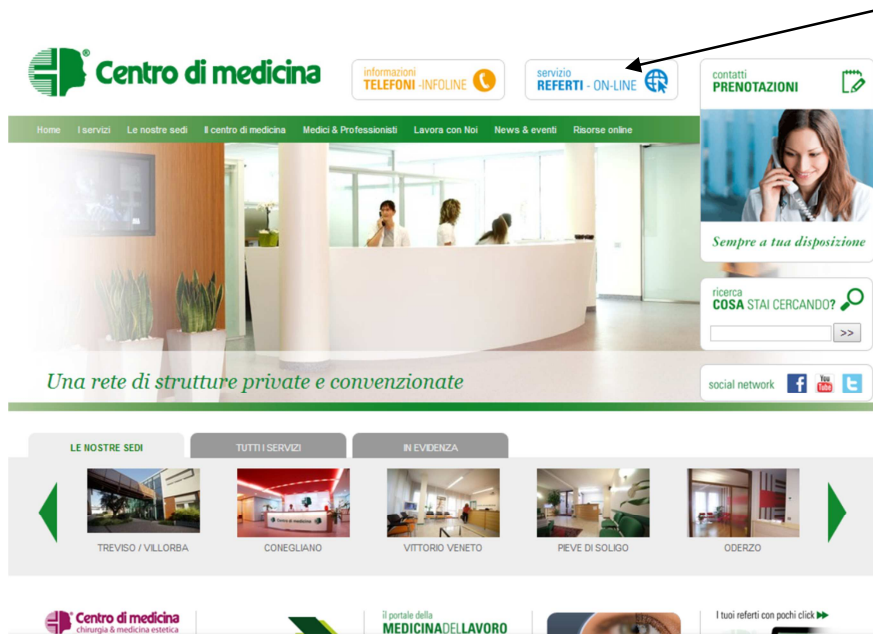 Centro di medicina
informazioni
TELEFONI -INFOLINE
servizio
REFERTI - ON-LINE
contatti
PRENOTAZIONI
Home I servizi Le nostre sedi Il centro di medicina Medici & Professionisti Lavora con Noi News & eventi Risorse online
Sempre a tua disposizione
ricerca
COSA STAI CERCANDO?
>>
Una rete di strutture private e convenzionate
social network f You Tube t
LE NOSTRE SEDI TUTTI I SERVIZI IN EVIDENZA
Centro di medicina
TREVISO / VILLORBA CONEGLIANO VITTORIO VENETO PIEVE DI SOLIGO ODERZO
Centro di medicina
chirurgia & medicina estetica
il portale della
MEDICINADELLAVORO
I tuoi referti con pochi click